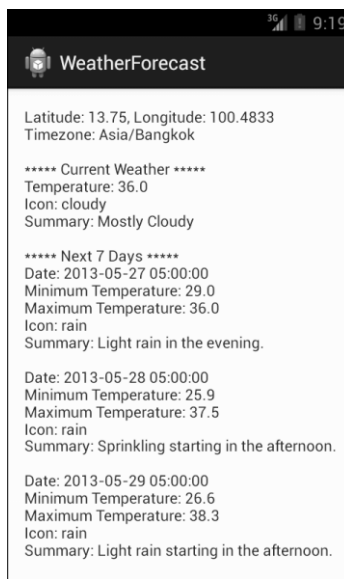 3G 9:19
WeatherForecast
Latitude: 13.75, Longitude: 100.4833
Timezone: Asia/Bangkok
***** Current Weather *****
Temperature: 36.0
Icon: cloudy
Summary: Mostly Cloudy
***** Next 7 Days *****
Date: 2013-05-27 05:00:00
Minimum Temperature: 29.0
Maximum Temperature: 36.0
Icon: rain
Summary: Light rain in the evening.
Date: 2013-05-28 05:00:00
Minimum Temperature: 25.9
Maximum Temperature: 37.5
Icon: rain
Summary: Sprinkling starting in the afternoon.
Date: 2013-05-29 05:00:00
Minimum Temperature: 26.6
Maximum Temperature: 38.3
Icon: rain
Summary: Light rain starting in the afternoon.